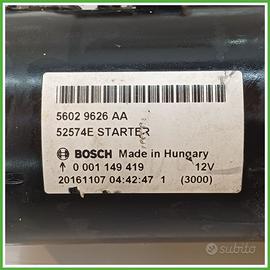 5602 9626 AA
52574E STARTER
BOSCH Made in Hungary
0 001 149 419 12V
20161107 04:42:47 1 (3000)
subito